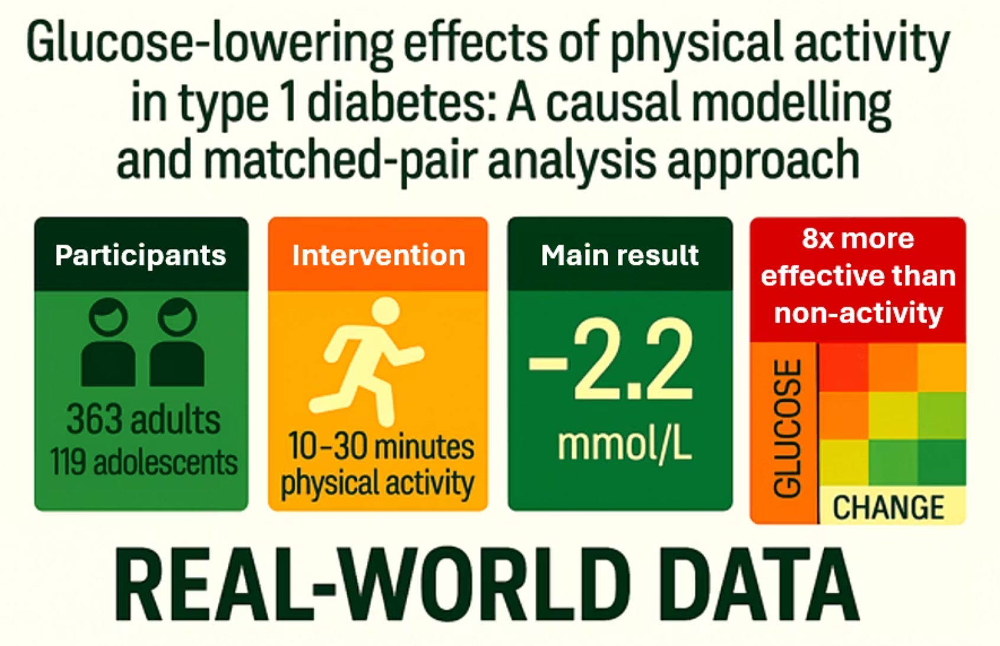 Glucose-lowering effects of physical activity
in type 1 diabetes: A causal modelling
and matched-pair analysis approach
Participants
363 adults
119 adolescents
Intervention
10–30 minutes
physical activity
Main result
–2.2
mmol/L
8x more
effective than
non-activity
GLUCOSE
CHANGE
REAL-WORLD DATA